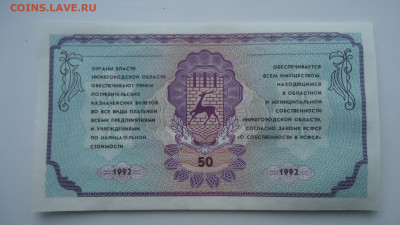 COINS.LAVE.RU
ОРГАНЫ ВЛАСТИ
НИЖЕГОРОДСКОЙ ОБЛАСТИ
ОБЕСПЕЧИВАЮТ ПРИЕМ
ПОТРЕБИТЕЛЬСКИХ
КАЗНАЧЕЙСКИХ БИЛЕТОВ
ВО ВСЕ ВИДЫ ПЛАТЕЖЕЙ
ВСЕМИ ПРЕДПРИЯТИЯМИ
И УЧРЕЖДЕНИЯМИ
ПО НАРИЦАТЕЛЬНОЙ
СТОИМОСТИ
1992
50
ОБЕСПЕЧИВАЕТСЯ
ВСЕМ ИМУЩЕСТВОМ,
НАХОДЯЩИМСЯ
В ОБЛАСТНОЙ
И МУНИЦИПАЛЬНОЙ
СОБСТВЕННОСТИ
НИЖЕГОРОДСКОЙ ОБЛАСТИ,
СОГЛАСНО ЗАКОНУ РСФСР
«О СОБСТВЕННОСТИ В РСФСР»
1992